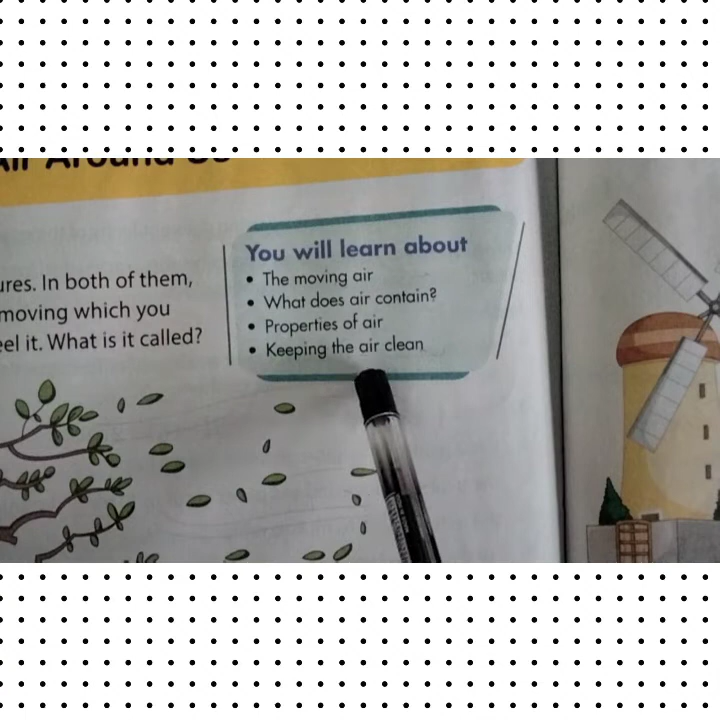 Air Around Us
ures. In both of them,
moving which you
eel it. What is it called?
You will learn about
• The moving air
• What does air contain?
• Properties of air
• Keeping the air clean